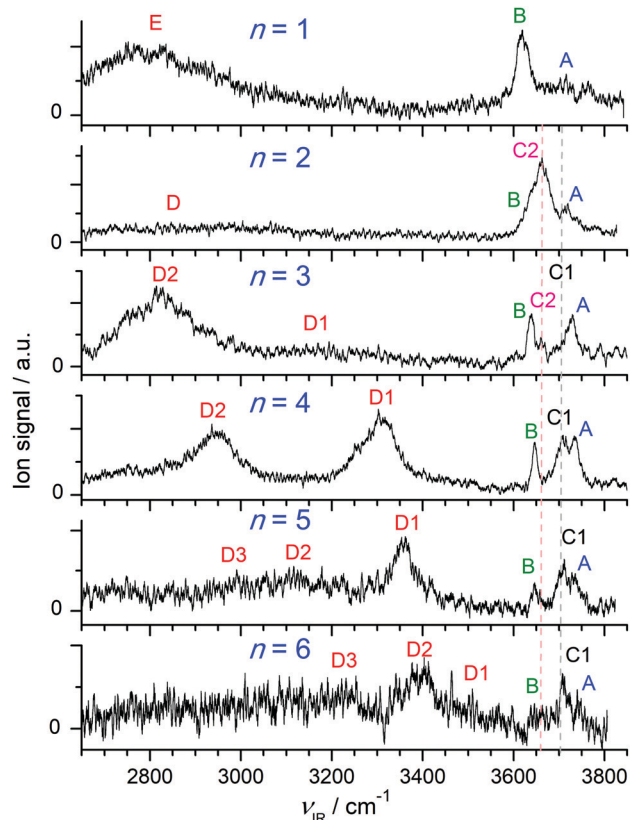 E n = 1 B A
0
n = 2 C2
D B A
0
D2 n = 3 C1
D1 B C2 A
0
n = 4 D1
D2 C1
B A
0
n = 5 D1
D3 D2 C1
B A
0
n = 6 D2
D3 D1 C1
B A
0
2800 3000 3200 3400 3600 3800
νIR / cm-1
Ion signal / a.u.